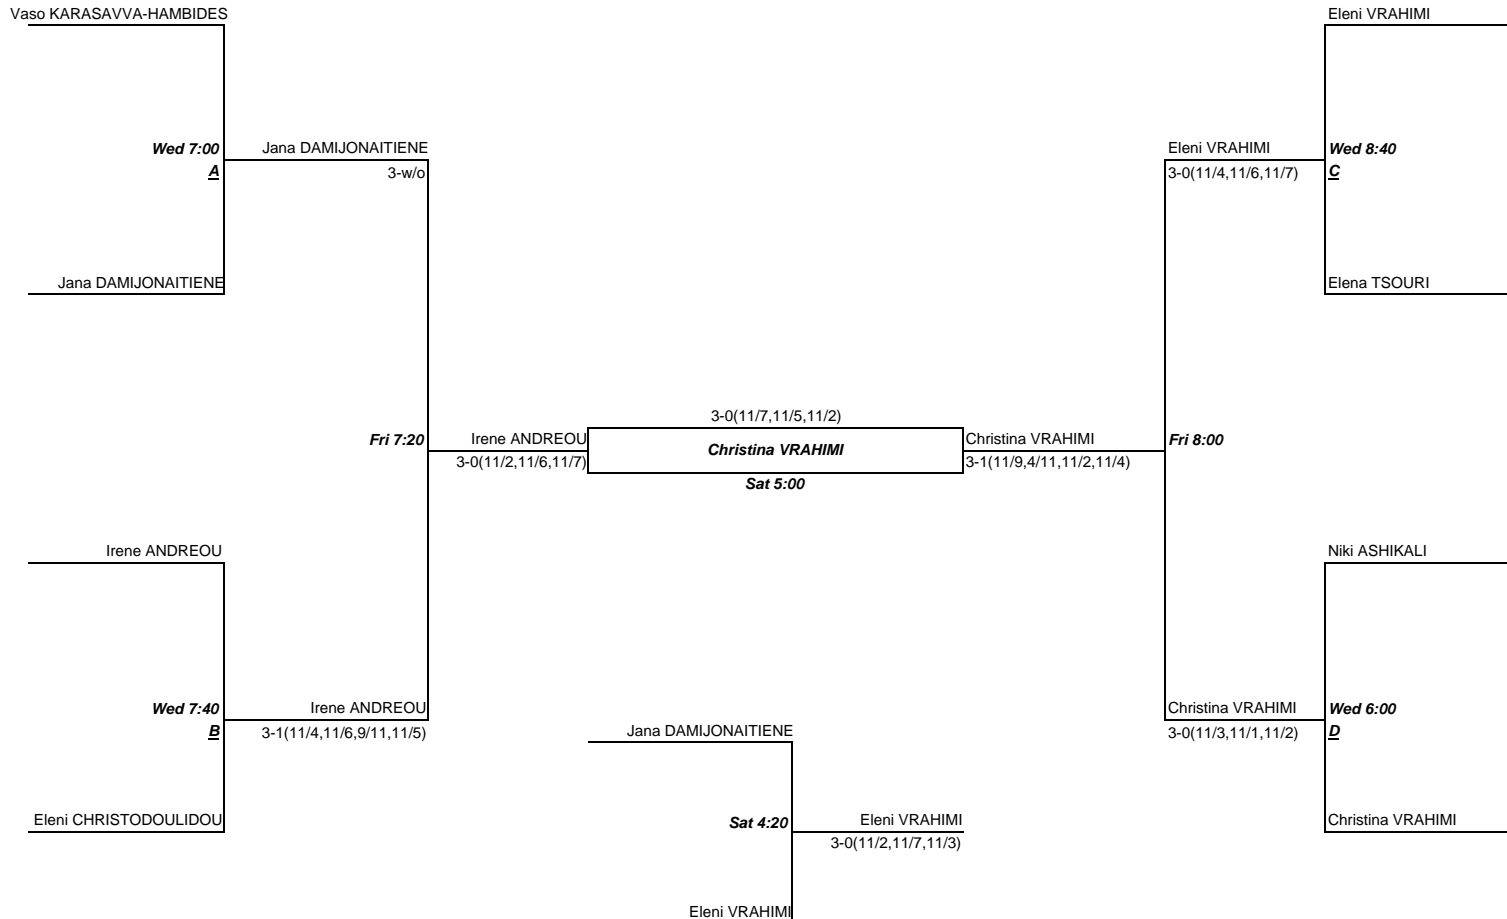 Vaso KARASAVVA-HAMBIDES
Eleni VRAHIMI
Wed 7:00
Jana DAMIJONAITIENE
Eleni VRAHIMI
Wed 8:40
A
3-w/o
3-0(11/4,11/6,11/7)
C
Jana DAMIJONAITIENE
Elena TSOURI
3-0(11/7,11/5,11/2)
Fri 7:20
Irene ANDREOU
Christina VRAHIMI
Christina VRAHIMI
Fri 8:00
3-0(11/2,11/6,11/7)
3-1(11/9,4/11,11/2,11/4)
Sat 5:00
Irene ANDREOU
Niki ASHIKALI
Wed 7:40
Irene ANDREOU
Christina VRAHIMI
Wed 6:00
B
3-1(11/4,11/6,9/11,11/5)
Jana DAMIJONAITIENE
3-0(11/3,11/1,11/2)
D
Eleni CHRISTODOULIDOU
Sat 4:20
Eleni VRAHIMI
Christina VRAHIMI
3-0(11/2,11/7,11/3)
Eleni VRAHIMI